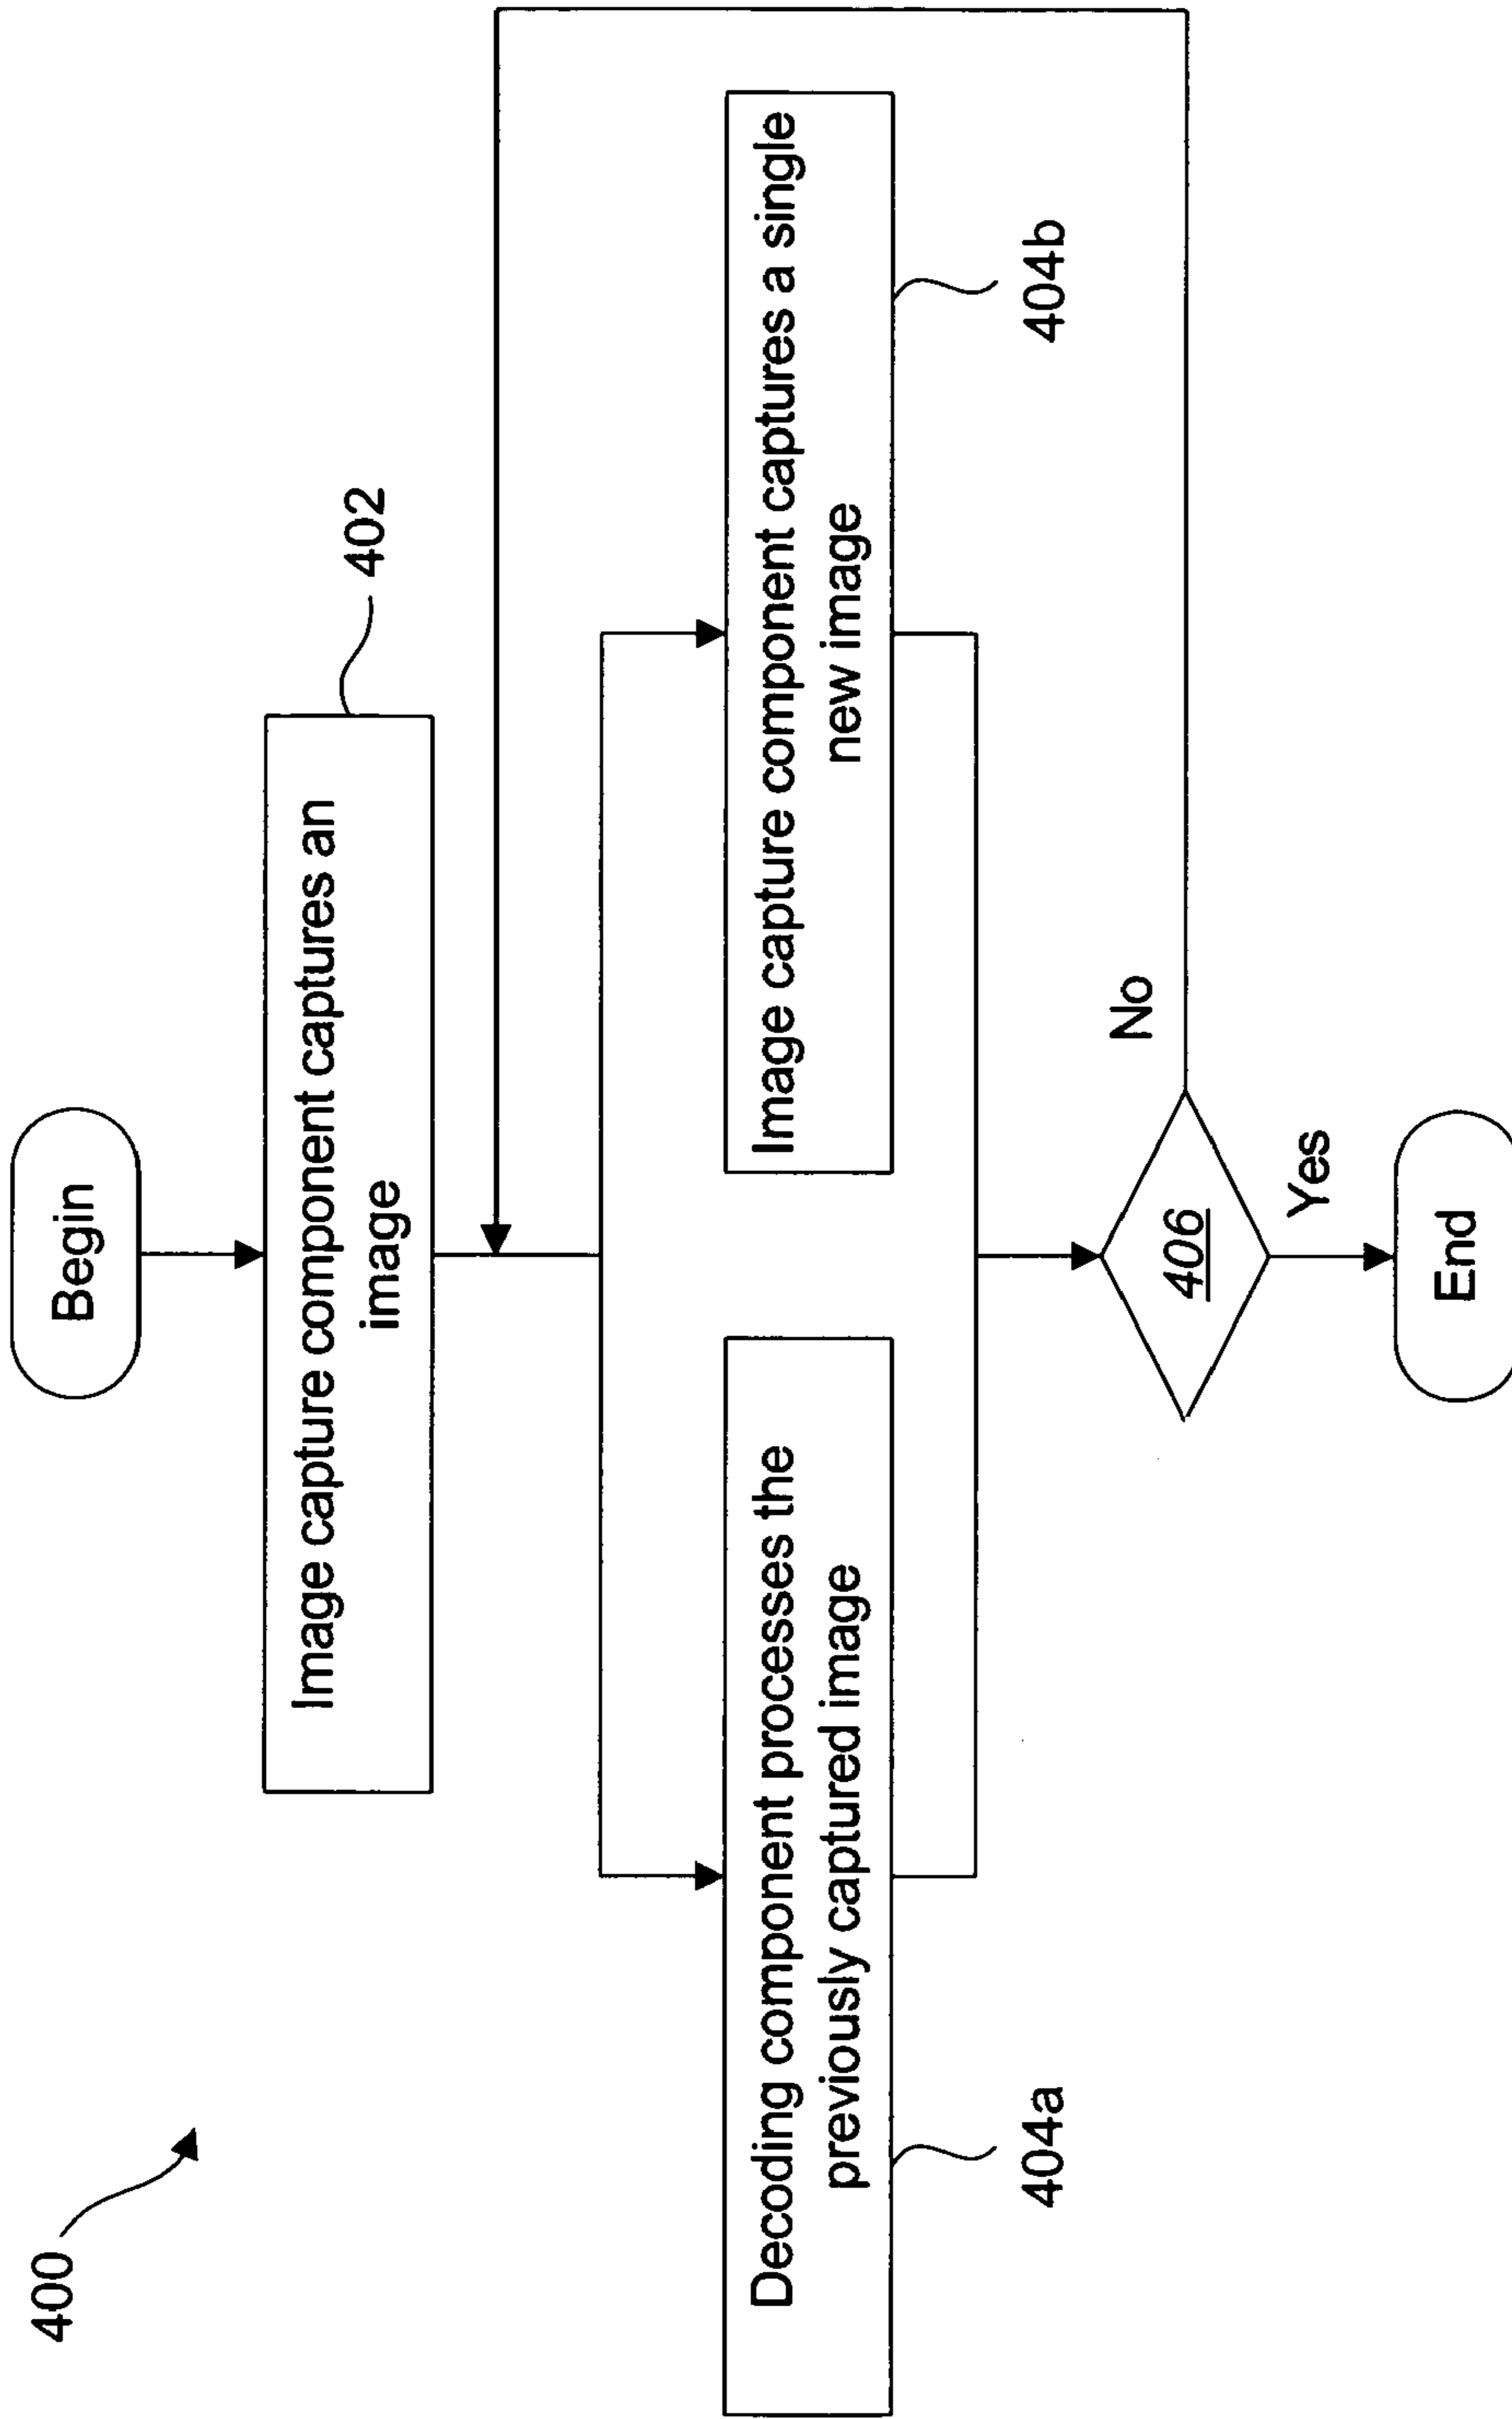 400
Begin
Image capture component captures an
image
402
Decoding component processes the
previously captured image
404a
Image capture component captures a single
new image
404b
406
No
Yes
End